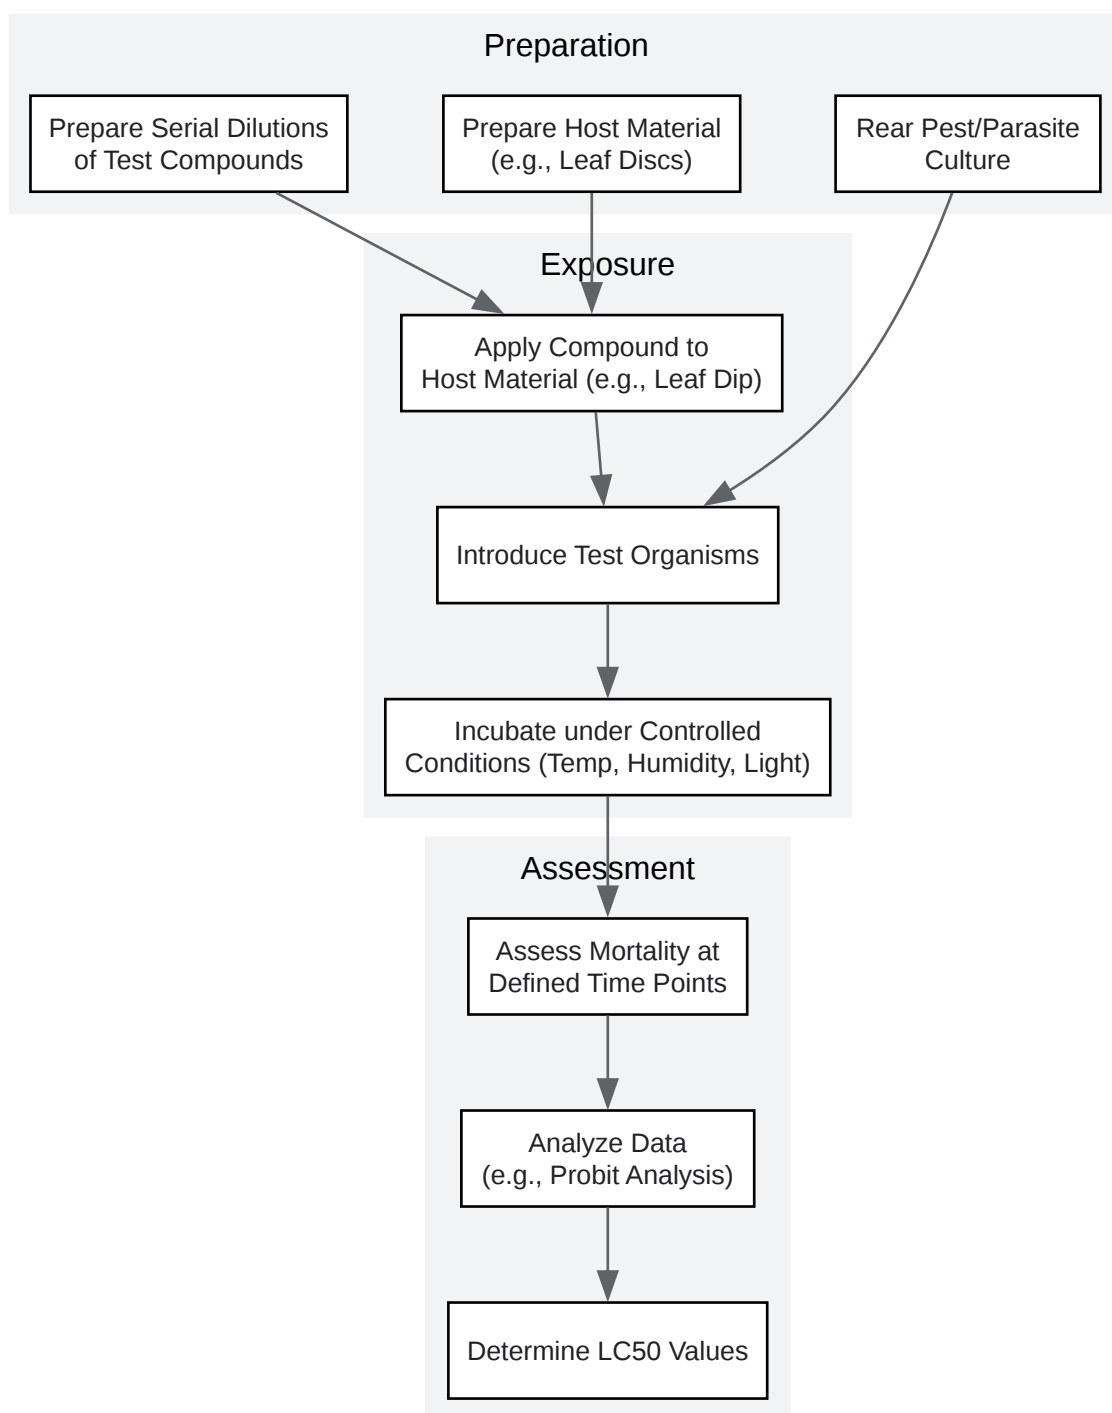 Preparation
Prepare Serial Dilutions
of Test Compounds
Prepare Host Material
(e.g., Leaf Discs)
Rear Pest/Parasite
Culture
Exposure
Apply Compound to
Host Material (e.g., Leaf Dip)
Introduce Test Organisms
Incubate under Controlled
Conditions (Temp, Humidity, Light)
Assessment
Assess Mortality at
Defined Time Points
Analyze Data
(e.g., Probit Analysis)
Determine LC50 Values